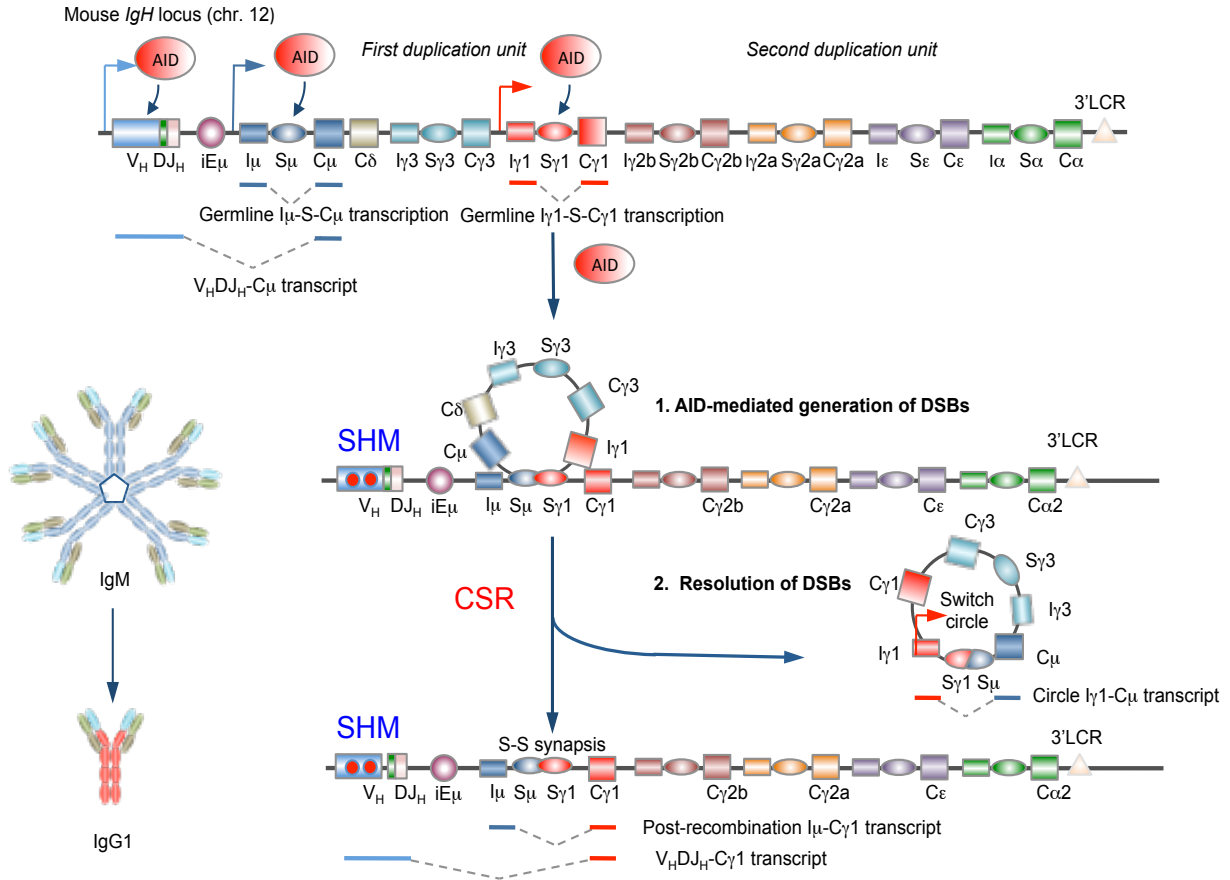 Mouse IgH locus (chr. 12)
AID AID First duplication unit AID Second duplication unit
3'LCR
VH DJH iEμ Iμ Sμ Cμ Cδ Iγ3 Sγ3 Cγ3 Iγ1 Sγ1 Cγ1 Iγ2b Sγ2b Cγ2b Iγ2a Sγ2a Cγ2a Iε Sε Cε Iα Sα Cα
Germline Iμ-S-Cμ transcription Germline Iγ1-S-Cγ1 transcription
AID
VHDJH-Cμ transcript
Iγ3 Sγ3
Cγ3
Cδ 1. AID-mediated generation of DSBs
Cμ Iγ1
SHM 3'LCR
VH DJH iEμ Iμ Sμ Sγ1 Cγ1 Cγ2b Cγ2a Cε Cα2
IgM
CSR 2. Resolution of DSBs
Cγ3
Sγ3
Cγ1
Switch
circle
Iγ3
Iγ1 Cμ
Sγ1 Sμ
Circle Iγ1-Cμ transcript
SHM S-S synapsis 3'LCR
VH DJH iEμ Iμ Sμ Sγ1 Cγ1 Cγ2b Cγ2a Cε Cα2
Post-recombination Iμ-Cγ1 transcript
IgG1
VHDJH-Cγ1 transcript